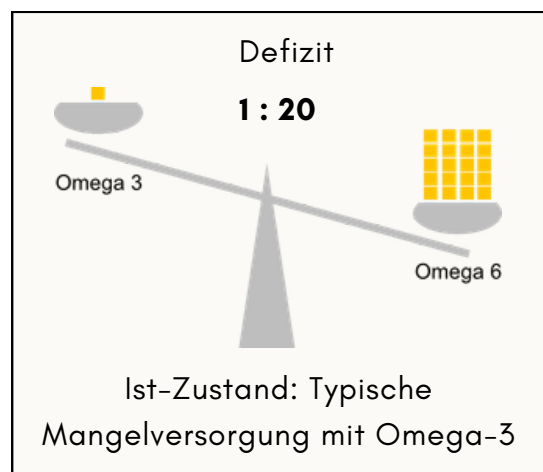 Defizit
1 : 20
Omega 3
Omega 6
Ist-Zustand: Typische
Mangelversorgung mit Omega-3